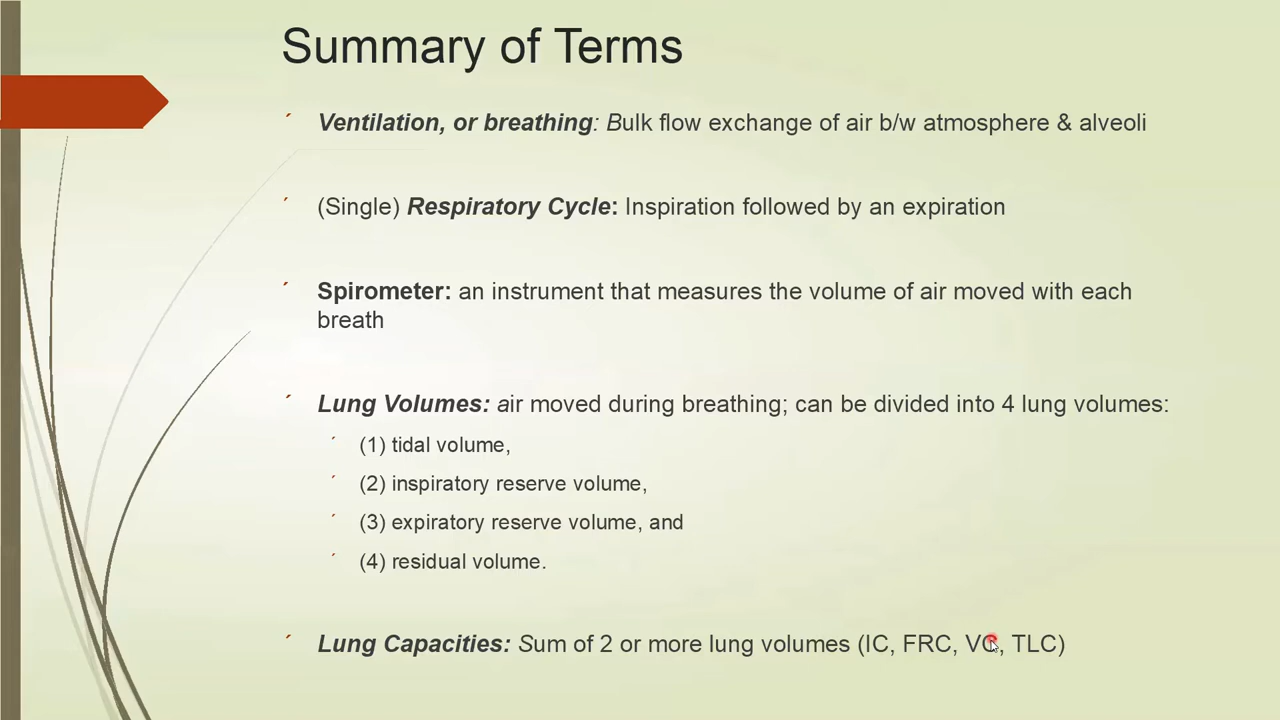 Summary of Terms
Ventilation, or breathing: Bulk flow exchange of air b/w atmosphere & alveoli
(Single) Respiratory Cycle: Inspiration followed by an expiration
Spirometer: an instrument that measures the volume of air moved with each
breath
Lung Volumes: air moved during breathing; can be divided into 4 lung volumes:
(1) tidal volume,
(2) inspiratory reserve volume,
(3) expiratory reserve volume, and
(4) residual volume.
Lung Capacities: Sum of 2 or more lung volumes (IC, FRC, VC, TLC)